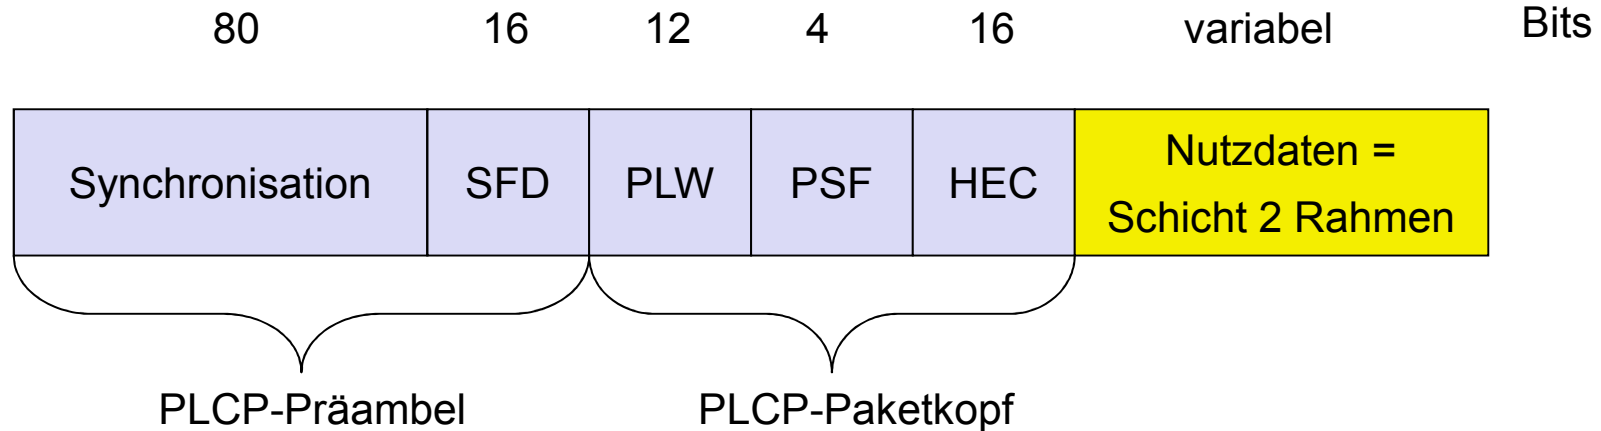 80 16 12 4 16 variabel Bits
Synchronisation SFD PLW PSF HEC Nutzdaten =
Schicht 2 Rahmen
PLCP-Präambel PLCP-Paketkopf